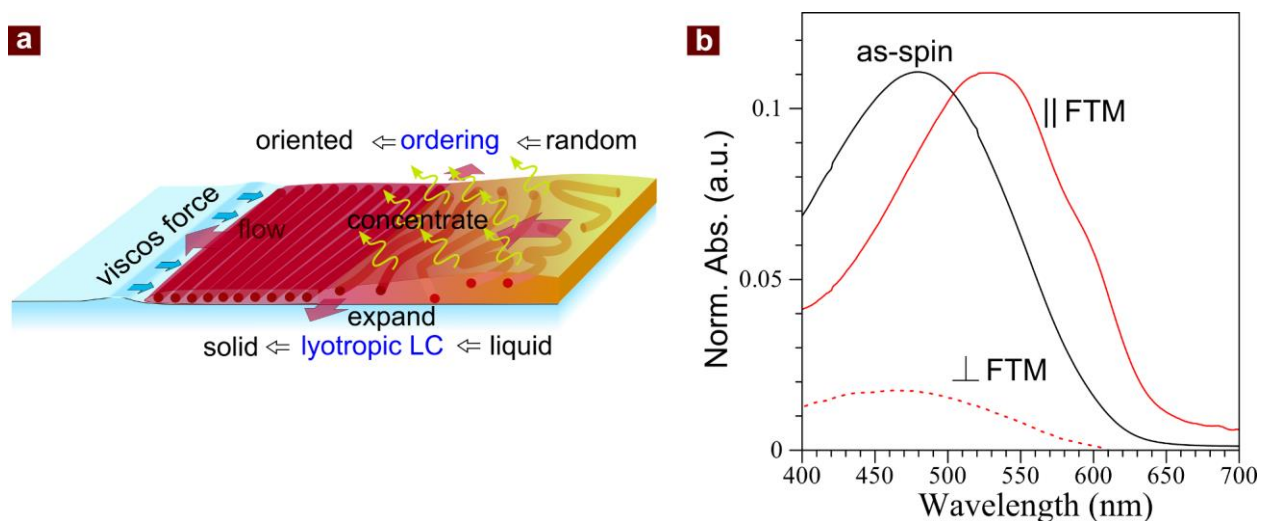 a
oriented ⇐ ordering ⇐ random
viscos force
flow
concentrate
expand
solid ⇐ lyotropic LC ⇐ liquid
b
as-spin
|| FTM
⊥ FTM
Norm. Abs. (a.u.)
0.1
0.05
0
400 450 500 550 600 650 700
Wavelength (nm)